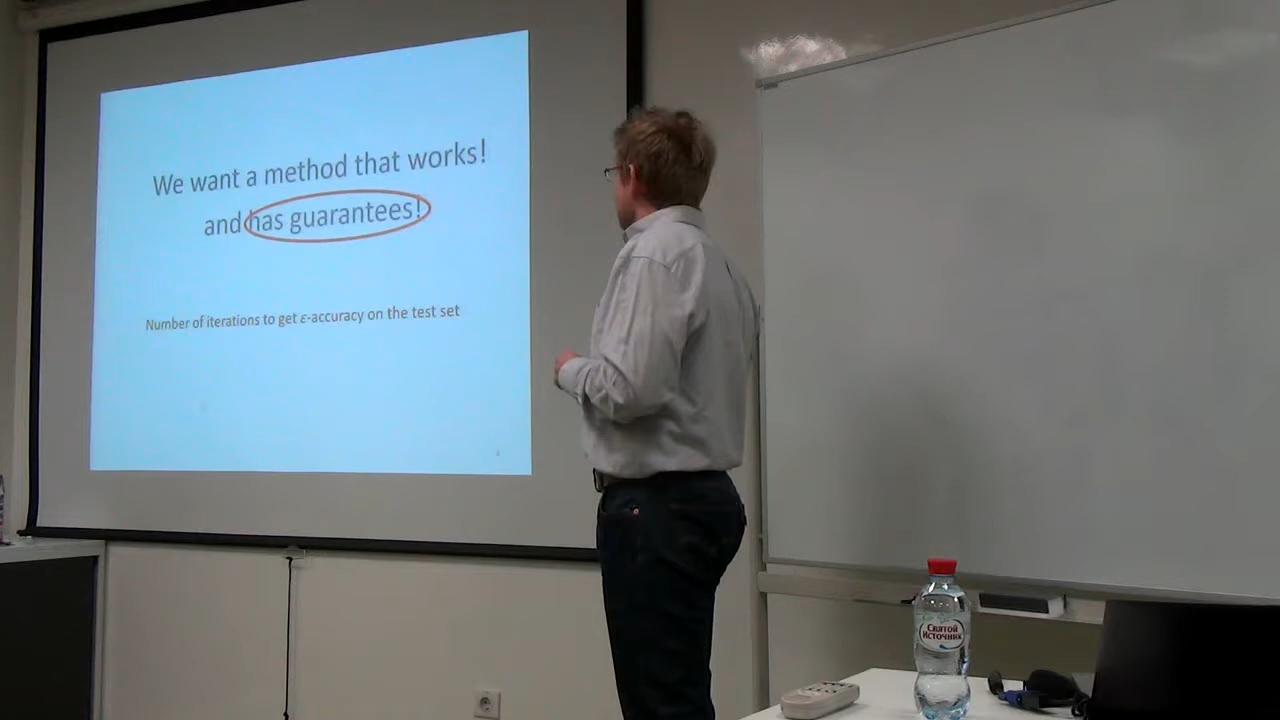 We want a method that works!
and has guarantees!
Number of iterations to get ε-accuracy on the test set
Святой
Источник